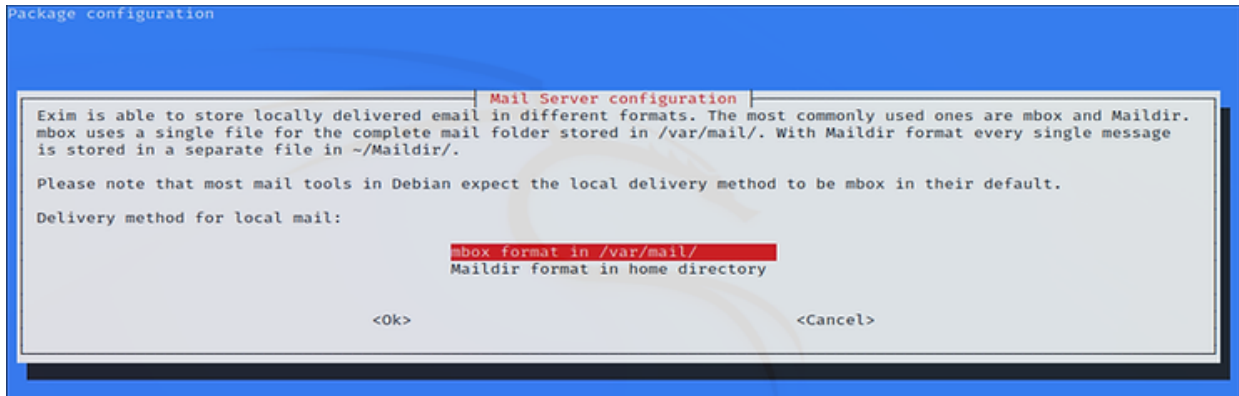 Package configuration
Mail Server configuration
Exim is able to store locally delivered email in different formats. The most commonly used ones are mbox and Maildir.
mbox uses a single file for the complete mail folder stored in /var/mail/. With Maildir format every single message
is stored in a separate file in ~/Maildir/.
Please note that most mail tools in Debian expect the local delivery method to be mbox in their default.
Delivery method for local mail:
mbox format in /var/mail/
Maildir format in home directory
<Ok> <Cancel>